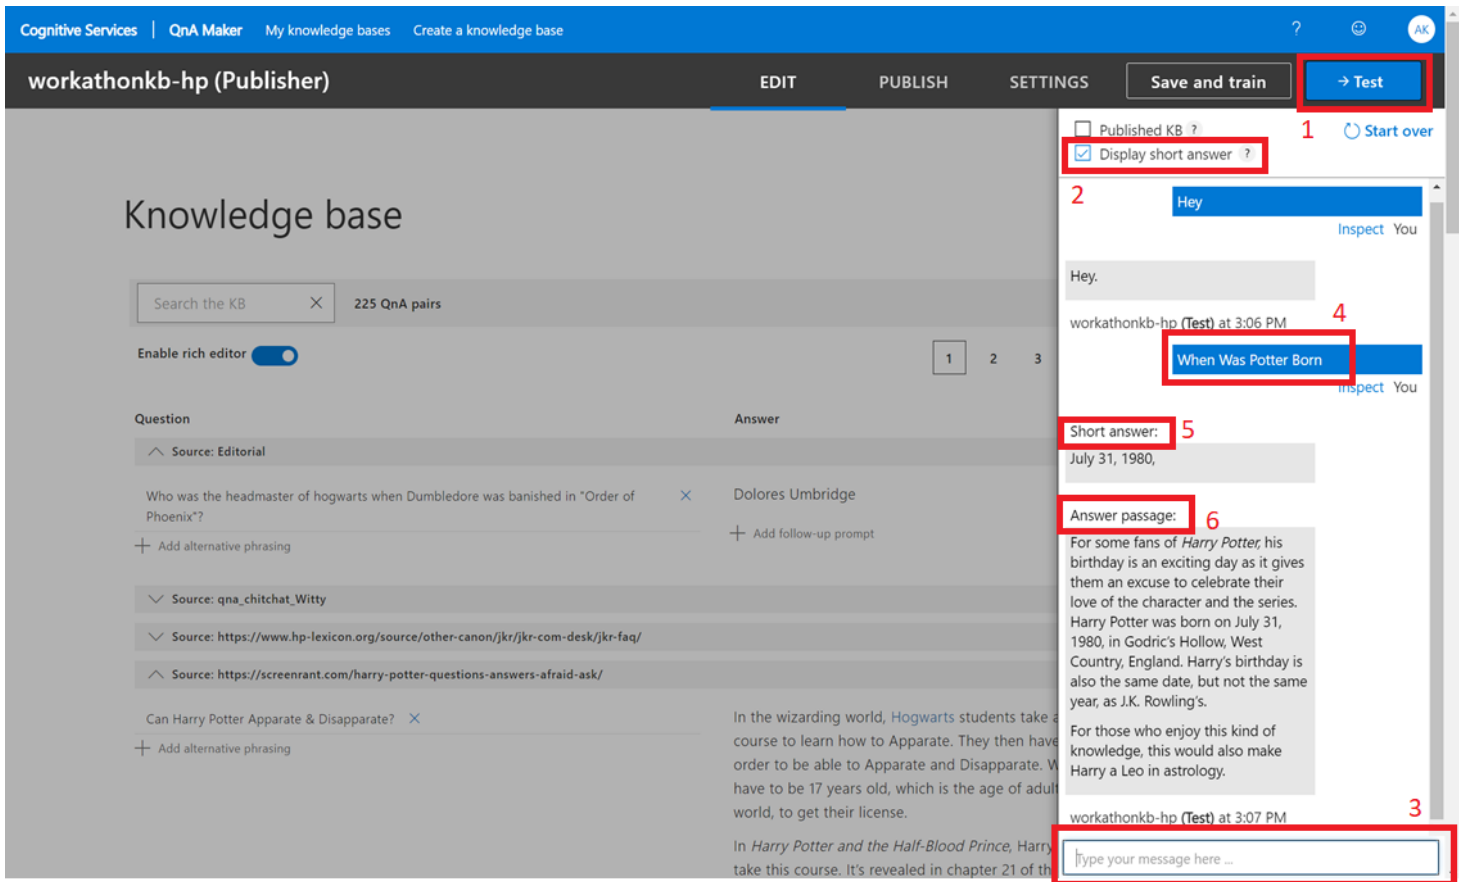 Cognitive Services | QnA Maker My knowledge bases Create a knowledge base ? AK
workathonkb-hp (Publisher) EDIT PUBLISH SETTINGS Save and train → Test
Published KB ? 1 Start over
Display short answer ?
2
Hey
Inspect You
Hey.
workathonkb-hp (Test) at 3:06 PM
4
When Was Potter Born
Inspect You
Short answer: 5
July 31, 1980,
Answer passage: 6
For some fans of Harry Potter, his
birthday is an exciting day as it gives
them an excuse to celebrate their
love of the character and the series.
Harry Potter was born on July 31,
1980, in Godric's Hollow, West
Country, England. Harry's birthday is
also the same date, but not the same
year, as J.K. Rowling's.
For those who enjoy this kind of
knowledge, this would also make
Harry a Leo in astrology.
workathonkb-hp (Test) at 3:07 PM
3
Type your message here ...
Knowledge base
Search the KB 225 QnA pairs
Enable rich editor 1 2 3
Question Answer
Source: Editorial
Who was the headmaster of hogwarts when Dumbledore was banished in "Order of
Phoenix"?
Dolores Umbridge
+ Add alternative phrasing
+ Add follow-up prompt
Source: qna_chitchat_Witty
Source: https://www.hp-lexicon.org/source/other-canon/jkr/jkr-com-desk/jkr-faq/
Source: https://screenrant.com/harry-potter-questions-answers-afraid-ask/
Can Harry Potter Apparate & Disapparate?
+ Add alternative phrasing
In the wizarding world, Hogwarts students take a
course to learn how to Apparate. They then have
order to be able to Apparate and Disapparate. W
have to be 17 years old, which is the age of adul
world, to get their license.
In Harry Potter and the Half-Blood Prince, Harry
take this course. It's revealed in chapter 21 of th